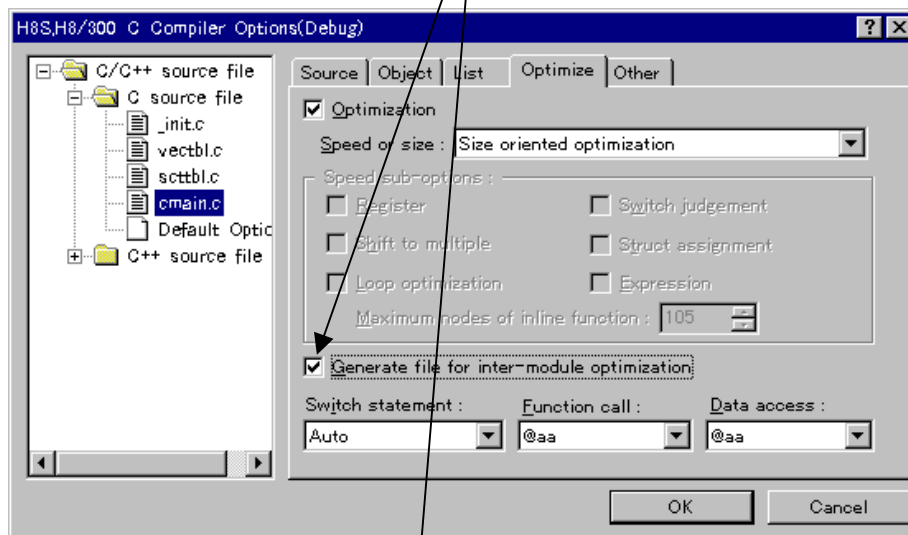 H8S,H8/300 C Compiler Options(Debug)
C/C++ source file
C source file
_init.c
vectbl.c
scttbl.c
cmain.c
Default Optic
C++ source file
Source Object List Optimize Other
Optimization
Speed or size : Size oriented optimization
Speed sub-options :
Register Switch judgement
Shift to multiple Struct assignment
Loop optimization Expression
Maximum nodes of inline function : 105
Generate file for inter-module optimization
Switch statement : Function call : Data access :
Auto @aa @aa
OK Cancel